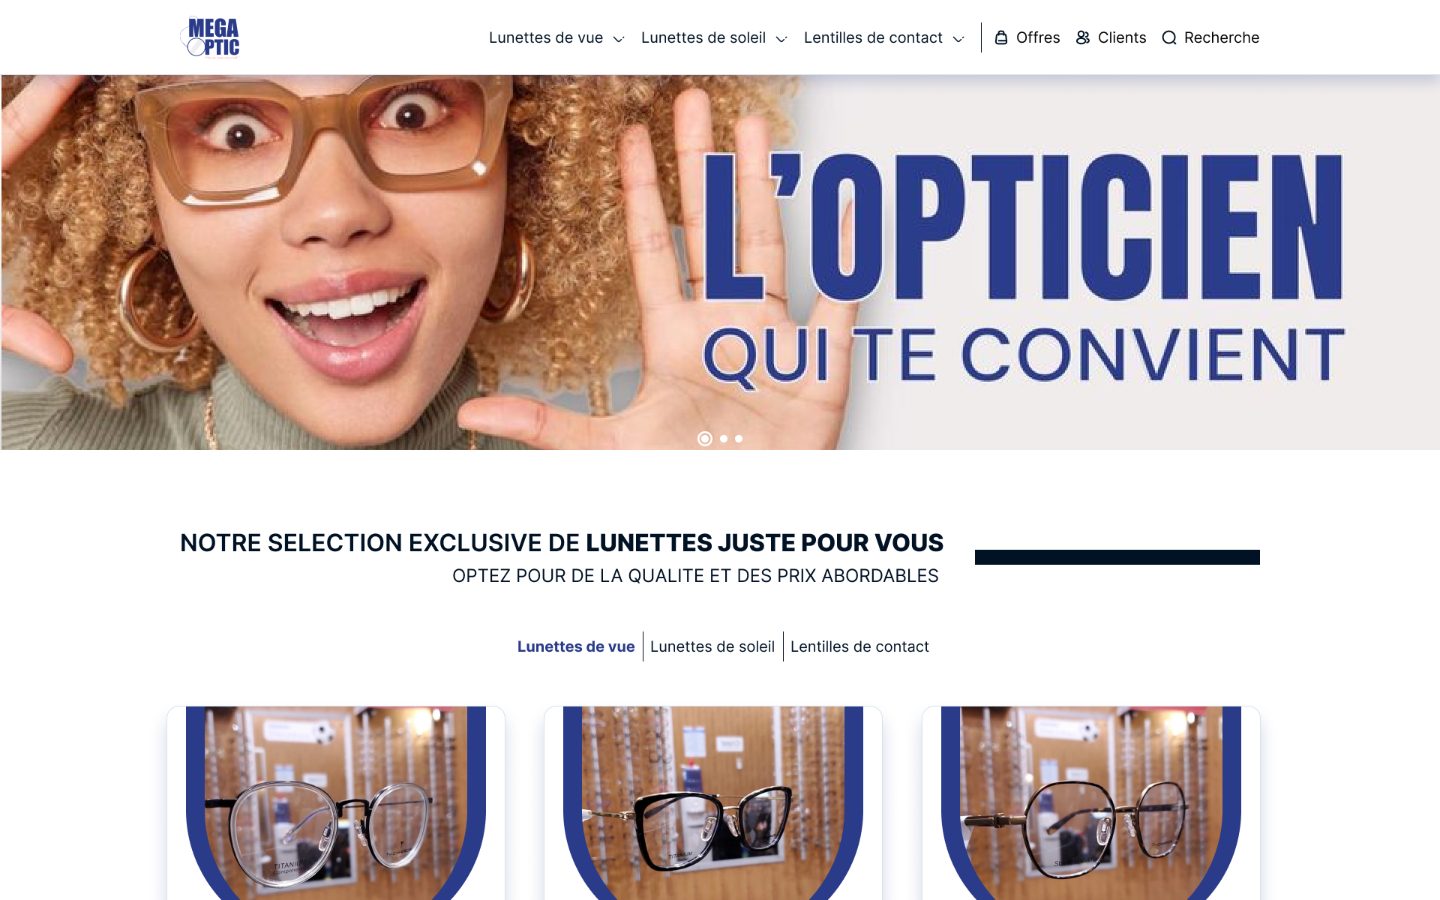 MEGA
OPTIC
Lunettes de vue
Lunettes de soleil
Lentilles de contact
Offres
Clients
Recherche
L'OPTICIEN
QUI TE CONVIENT
NOTRE SELECTION EXCLUSIVE DE LUNETTES JUSTE POUR VOUS
OPTEZ POUR DE LA QUALITE ET DES PRIX ABORDABLES
Lunettes de vue
Lunettes de soleil
Lentilles de contact
TITANIUM
TITANIUM